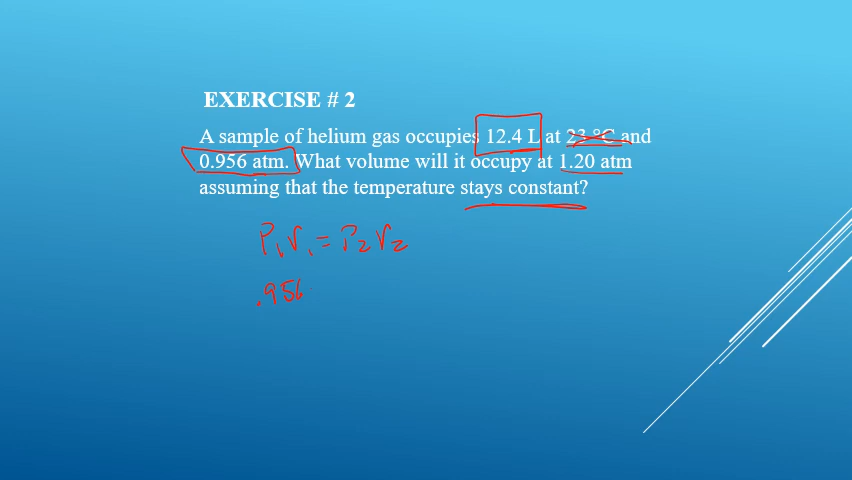 EXERCISE # 2
A sample of helium gas occupies 12.4 L at 23 °C and
0.956 atm. What volume will it occupy at 1.20 atm
assuming that the temperature stays constant?
P₁V₁ = P₂V₂
.956